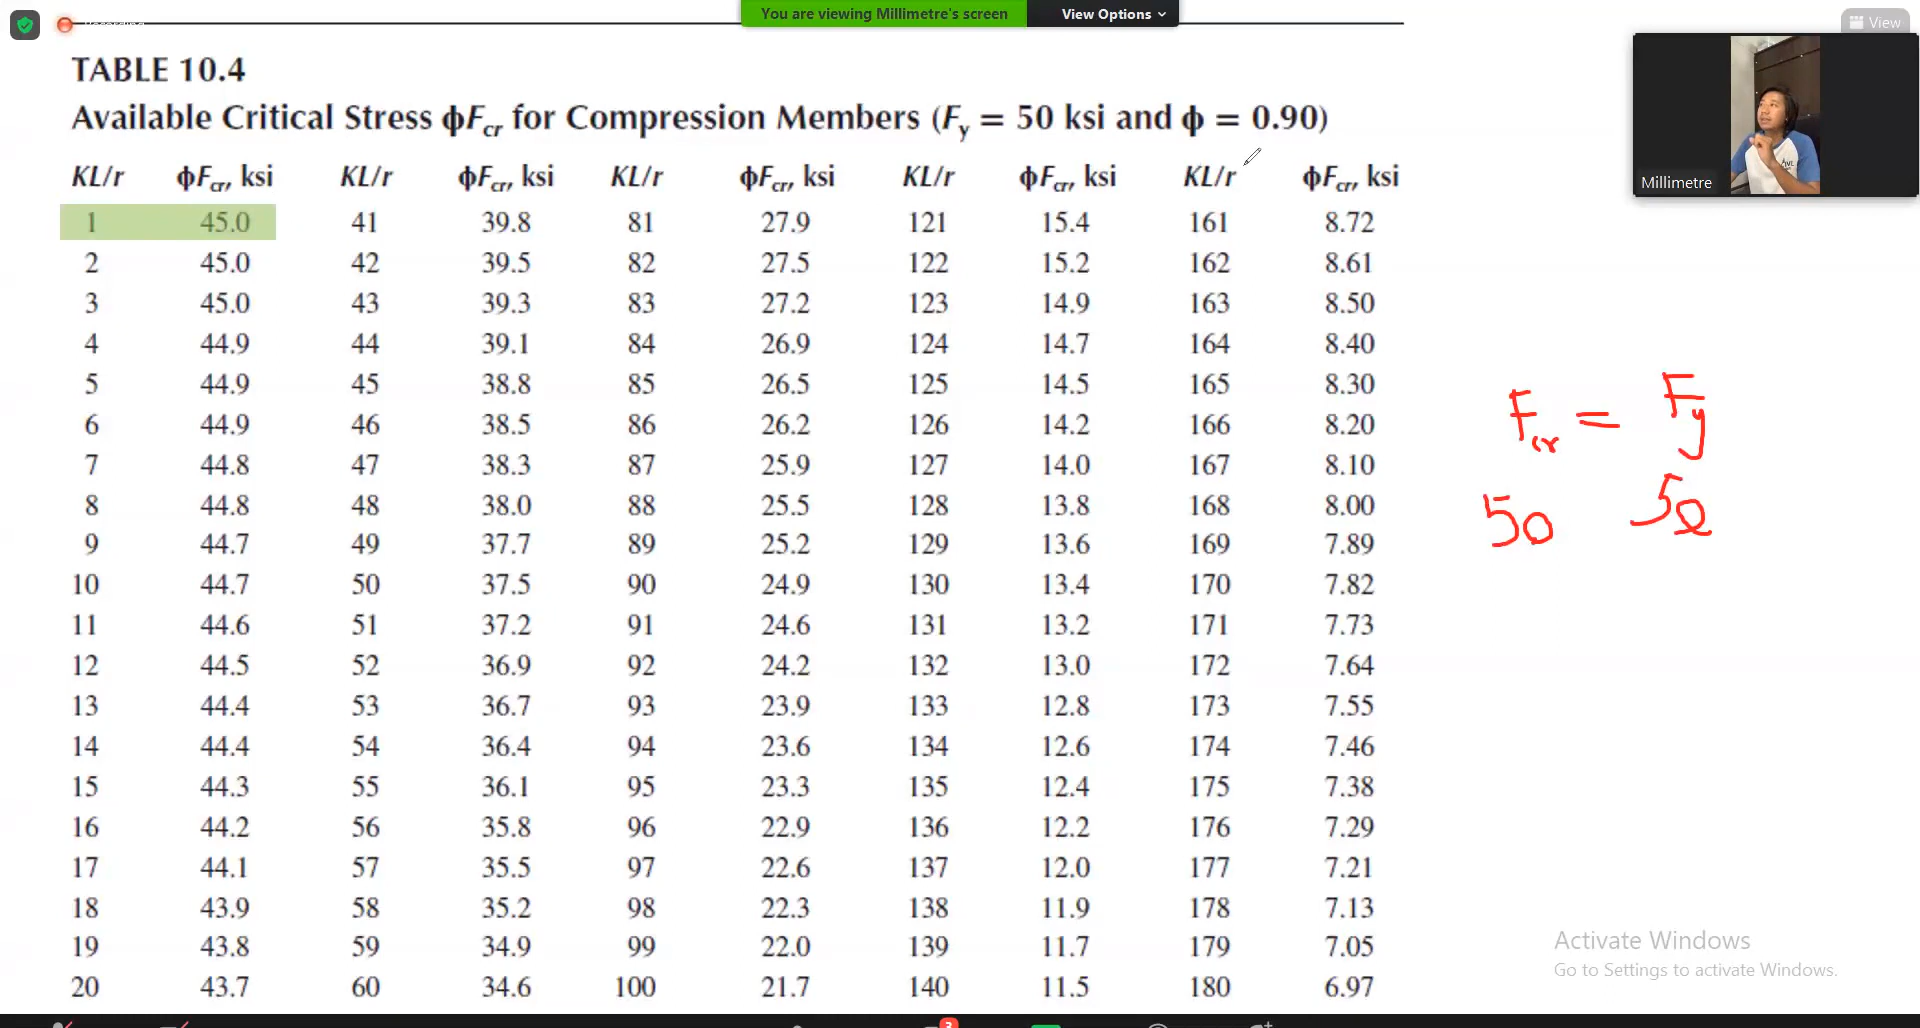 You are viewing Millimetre's screen View Options
View
TABLE 10.4
Available Critical Stress ϕFcr for Compression Members (Fy = 50 ksi and ϕ = 0.90)
Millimetre
KL/r ϕFcr, ksi KL/r ϕFcr, ksi KL/r ϕFcr, ksi KL/r ϕFcr, ksi KL/r ϕFcr, ksi
1 45.0 41 39.8 81 27.9 121 15.4 161 8.72
2 45.0 42 39.5 82 27.5 122 15.2 162 8.61
3 45.0 43 39.3 83 27.2 123 14.9 163 8.50
4 44.9 44 39.1 84 26.9 124 14.7 164 8.40
5 44.9 45 38.8 85 26.5 125 14.5 165 8.30
6 44.9 46 38.5 86 26.2 126 14.2 166 8.20
7 44.8 47 38.3 87 25.9 127 14.0 167 8.10
8 44.8 48 38.0 88 25.5 128 13.8 168 8.00
9 44.7 49 37.7 89 25.2 129 13.6 169 7.89
10 44.7 50 37.5 90 24.9 130 13.4 170 7.82
11 44.6 51 37.2 91 24.6 131 13.2 171 7.73
12 44.5 52 36.9 92 24.2 132 13.0 172 7.64
13 44.4 53 36.7 93 23.9 133 12.8 173 7.55
14 44.4 54 36.4 94 23.6 134 12.6 174 7.46
15 44.3 55 36.1 95 23.3 135 12.4 175 7.38
16 44.2 56 35.8 96 22.9 136 12.2 176 7.29
17 44.1 57 35.5 97 22.6 137 12.0 177 7.21
18 43.9 58 35.2 98 22.3 138 11.9 178 7.13
19 43.8 59 34.9 99 22.0 139 11.7 179 7.05
20 43.7 60 34.6 100 21.7 140 11.5 180 6.97
Fcr = Fy
50 50
Activate Windows
Go to Settings to activate Windows.
3